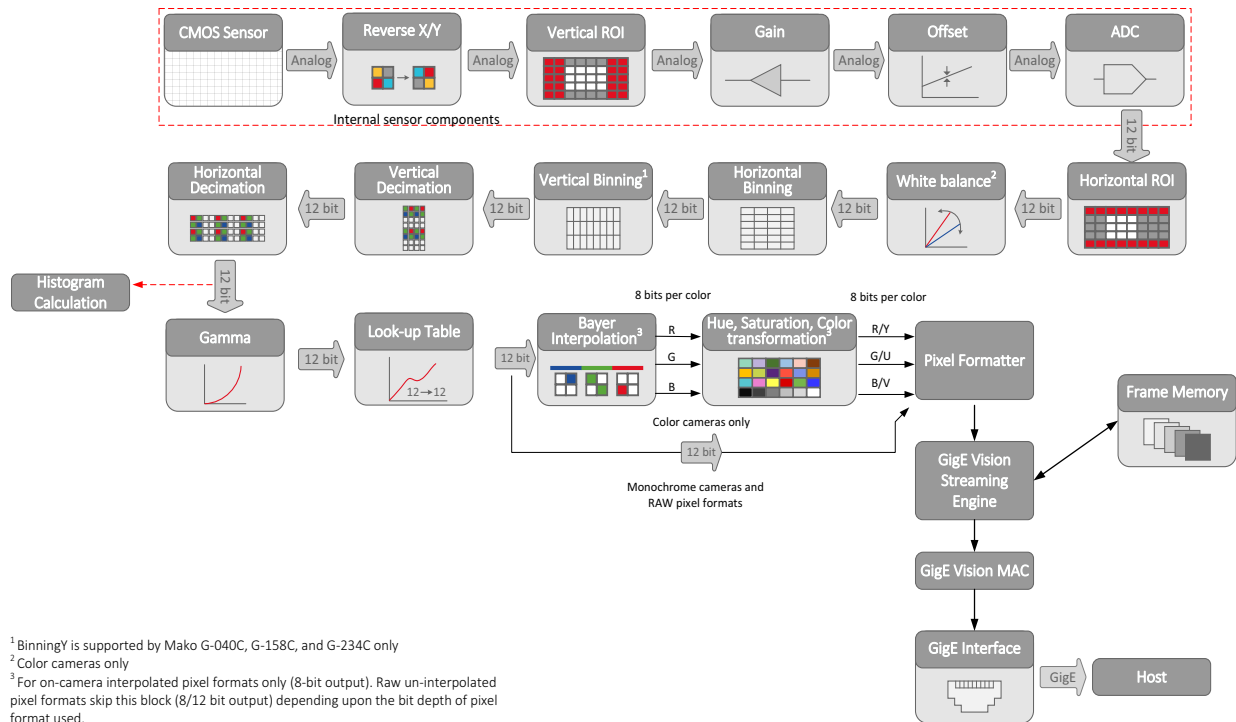 CMOS Sensor
Analog
Reverse X/Y
Analog
Vertical ROI
Analog
Gain
Analog
Offset
Analog
ADC
Internal sensor components
12 bit
Horizontal
Decimation
12 bit
Vertical
Decimation
12 bit
Vertical Binning¹
12 bit
Horizontal
Binning
12 bit
White balance²
12 bit
Horizontal ROI
12 bit
Histogram
Calculation
Gamma
12 bit
Look-up Table
12→12
12 bit
8 bits per color
Bayer
Interpolation³
R
G
B
8 bits per color
Hue, Saturation, Color
transformation³
R/Y
G/U
B/V
Pixel Formatter
Color cameras only
12 bit
Monochrome cameras and
RAW pixel formats
Frame Memory
GigE Vision
Streaming
Engine
GigE Vision MAC
GigE Interface
GigE
Host
¹ BinningY is supported by Mako G-040C, G-158C, and G-234C only
² Color cameras only
³ For on-camera interpolated pixel formats only (8-bit output). Raw un-interpolated
pixel formats skip this block (8/12 bit output) depending upon the bit depth of pixel
format used.